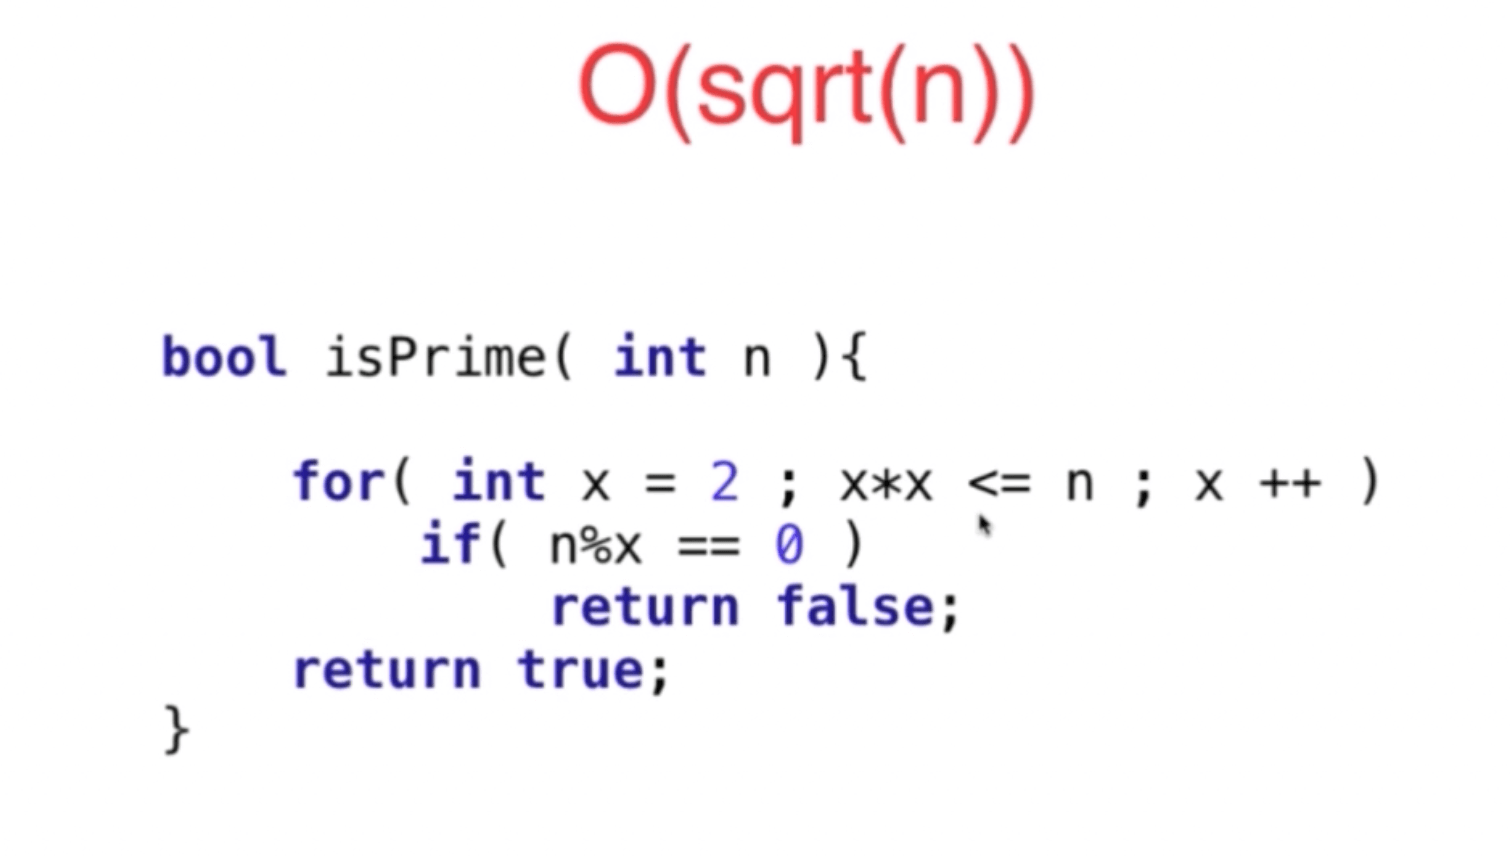 O(sqrt(n))
bool isPrime( int n ){
for( int x = 2 ; x*x <= n ; x ++ )
if( n%x == 0 )
return false;
return true;
}